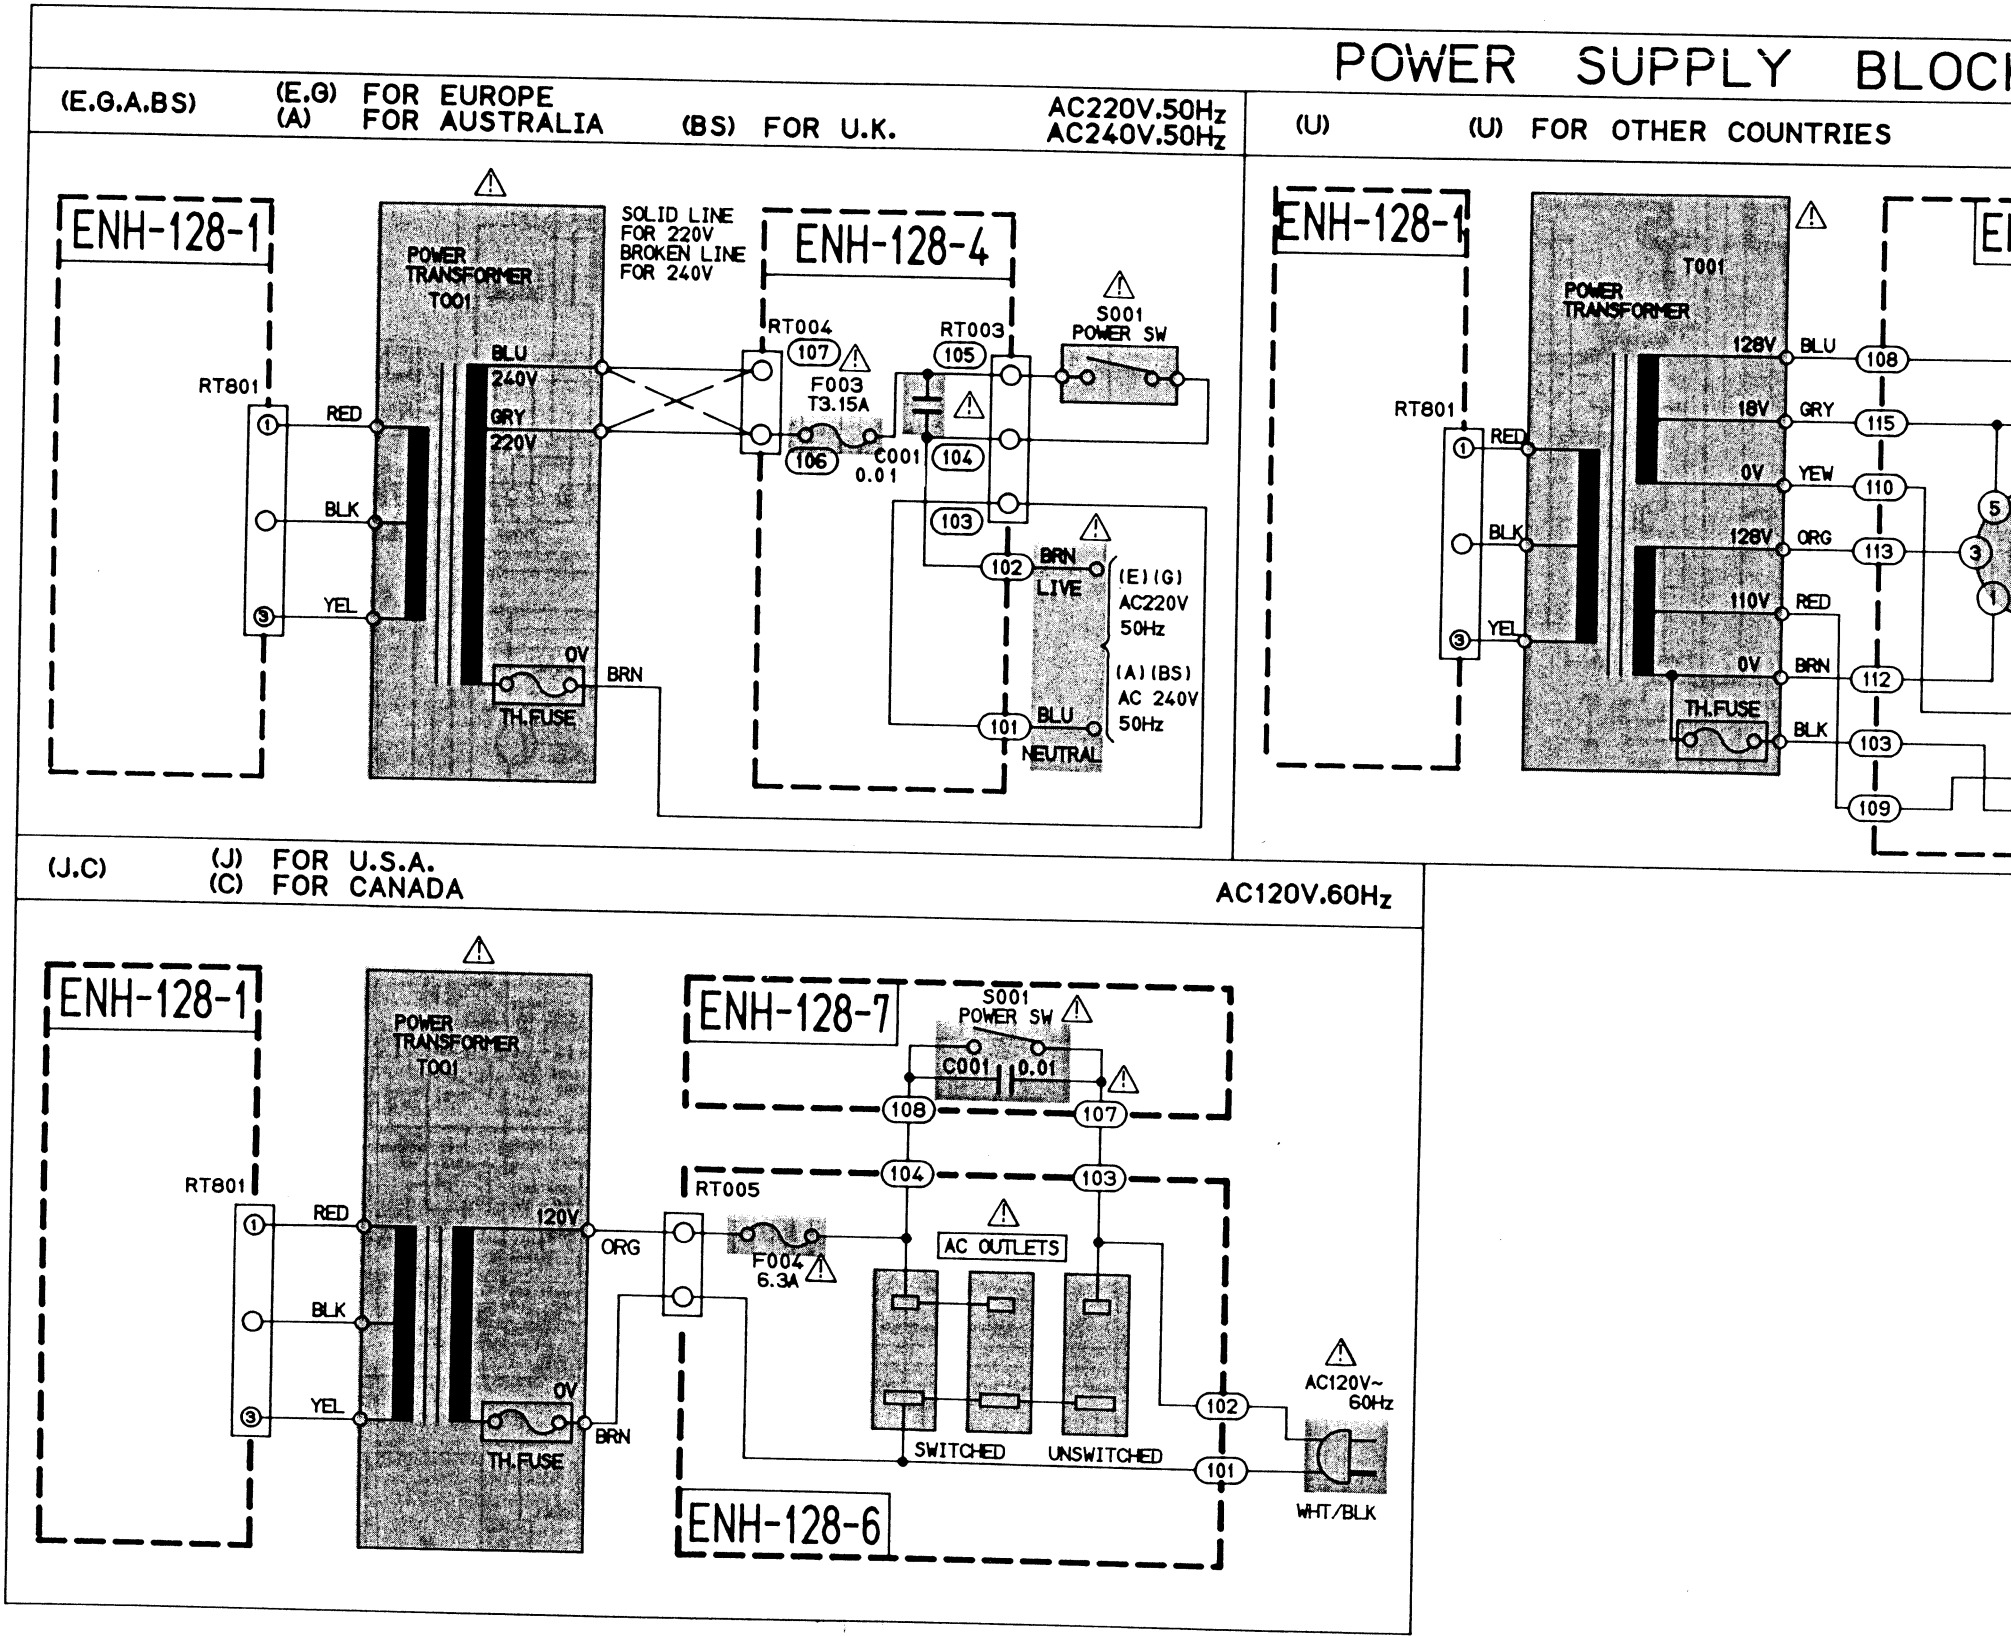 POWER SUPPLY BLOC
(E.G.A.BS)
(E.G) FOR EUROPE
(A) FOR AUSTRALIA
(BS) FOR U.K.
AC220V.50Hz
AC240V.50Hz
(U)
(U) FOR OTHER COUNTRIES
ENH-128-1
POWER
TRANSFORMER
T001
SOLID LINE
FOR 220V
BROKEN LINE
FOR 240V
ENH-128-4
RT801
1
RED
BLK
3
YEL
BLU
240V
GRY
220V
0V
BRN
TH.FUSE
RT004
107
F003
T3.15A
106
C001
0.01
RT003
105
104
103
S001
POWER SW
102
BRN
LIVE
101
BLU
NEUTRAL
(E)(G)
AC220V
50Hz
(A)(BS)
AC 240V
50Hz
ENH-128-1
RT801
1
RED
BLK
3
YEL
T001
POWER
TRANSFORMER
128V
BLU
108
18V
GRY
115
0V
YEW
110
128V
ORG
113
110V
RED
0V
BRN
112
TH.FUSE
BLK
103
109
5
3
1
(J.C)
(J) FOR U.S.A.
(C) FOR CANADA
AC120V.60Hz
ENH-128-1
POWER
TRANSFORMER
T001
RT801
1
RED
BLK
3
YEL
120V
ORG
0V
BRN
TH.FUSE
ENH-128-7
S001
POWER SW
C001
0.01
108
107
104
103
RT005
F004
6.3A
AC OUTLETS
SWITCHED
UNSWITCHED
102
101
AC120V~
60Hz
WHT/BLK
ENH-128-6